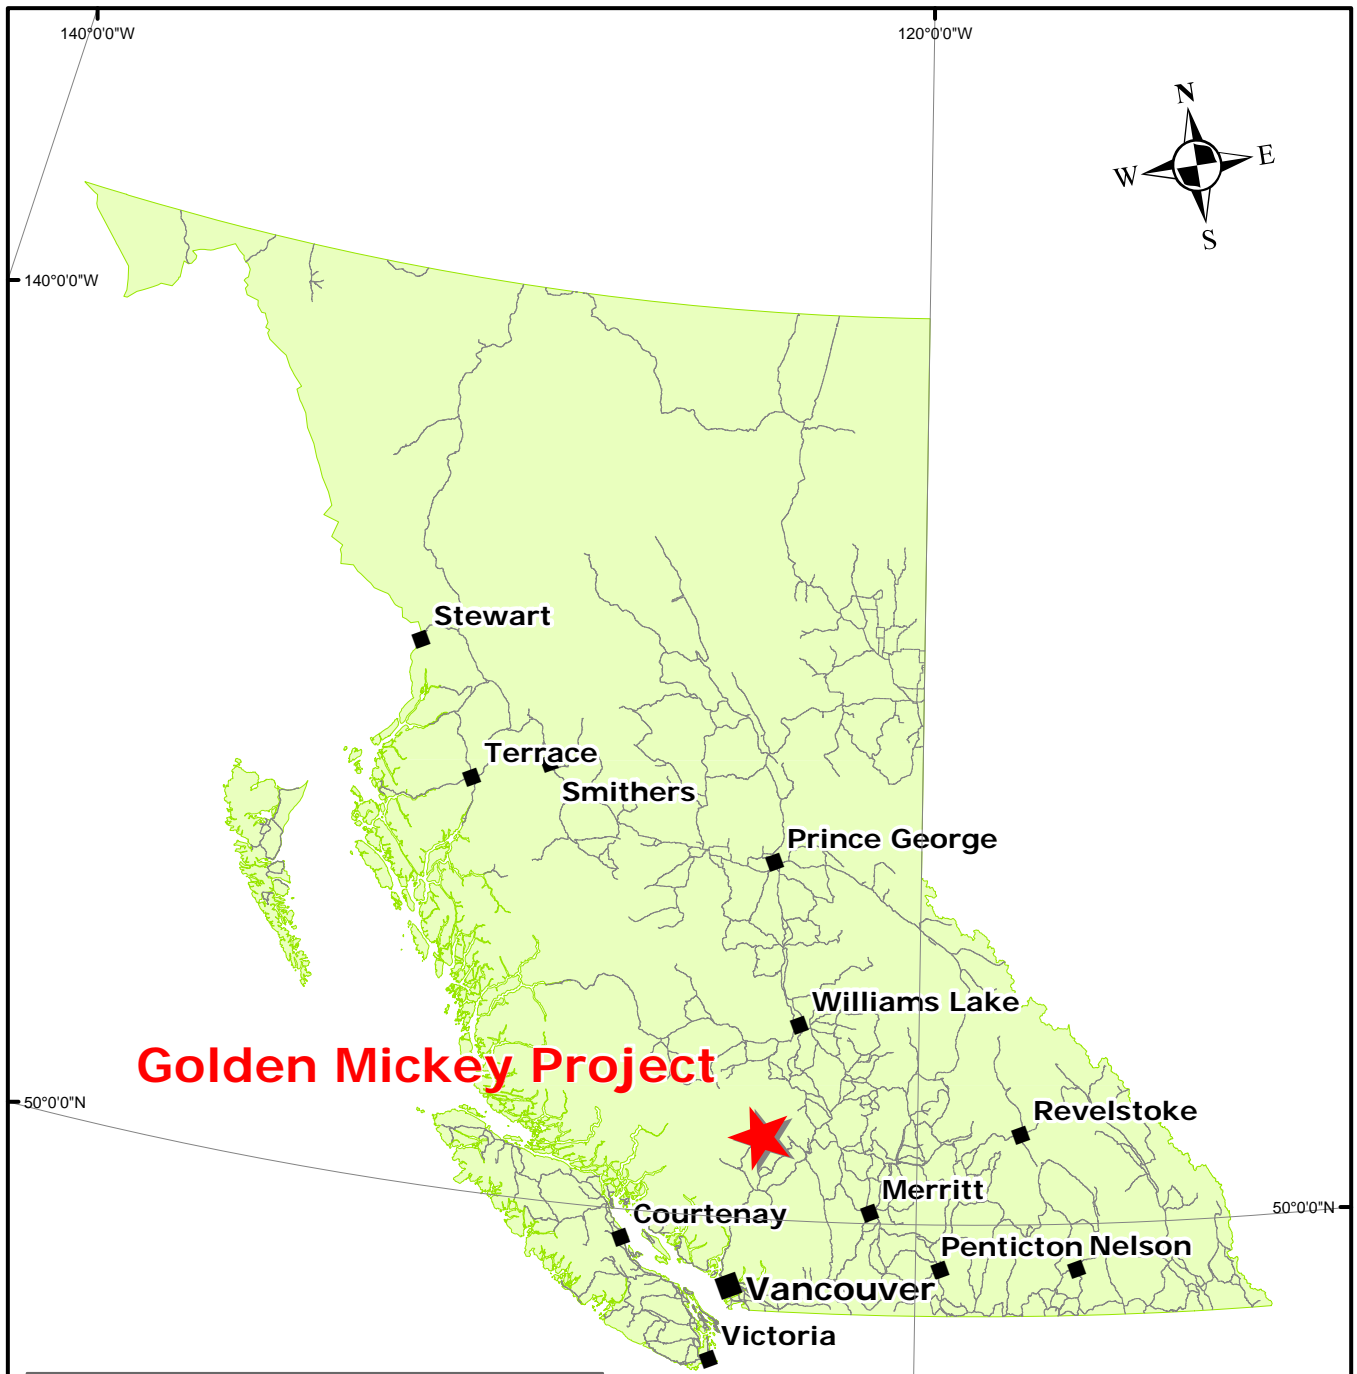 140°0'0"W
120°0'0"W
N
W
E
S
140°0'0"W
Stewart
Terrace
Smithers
Prince George
Williams Lake
Golden Mickey Project
50°0'0"N
Revelstoke
Merritt
50°0'0"N
Courtenay
Penticton
Nelson
Vancouver
Victoria